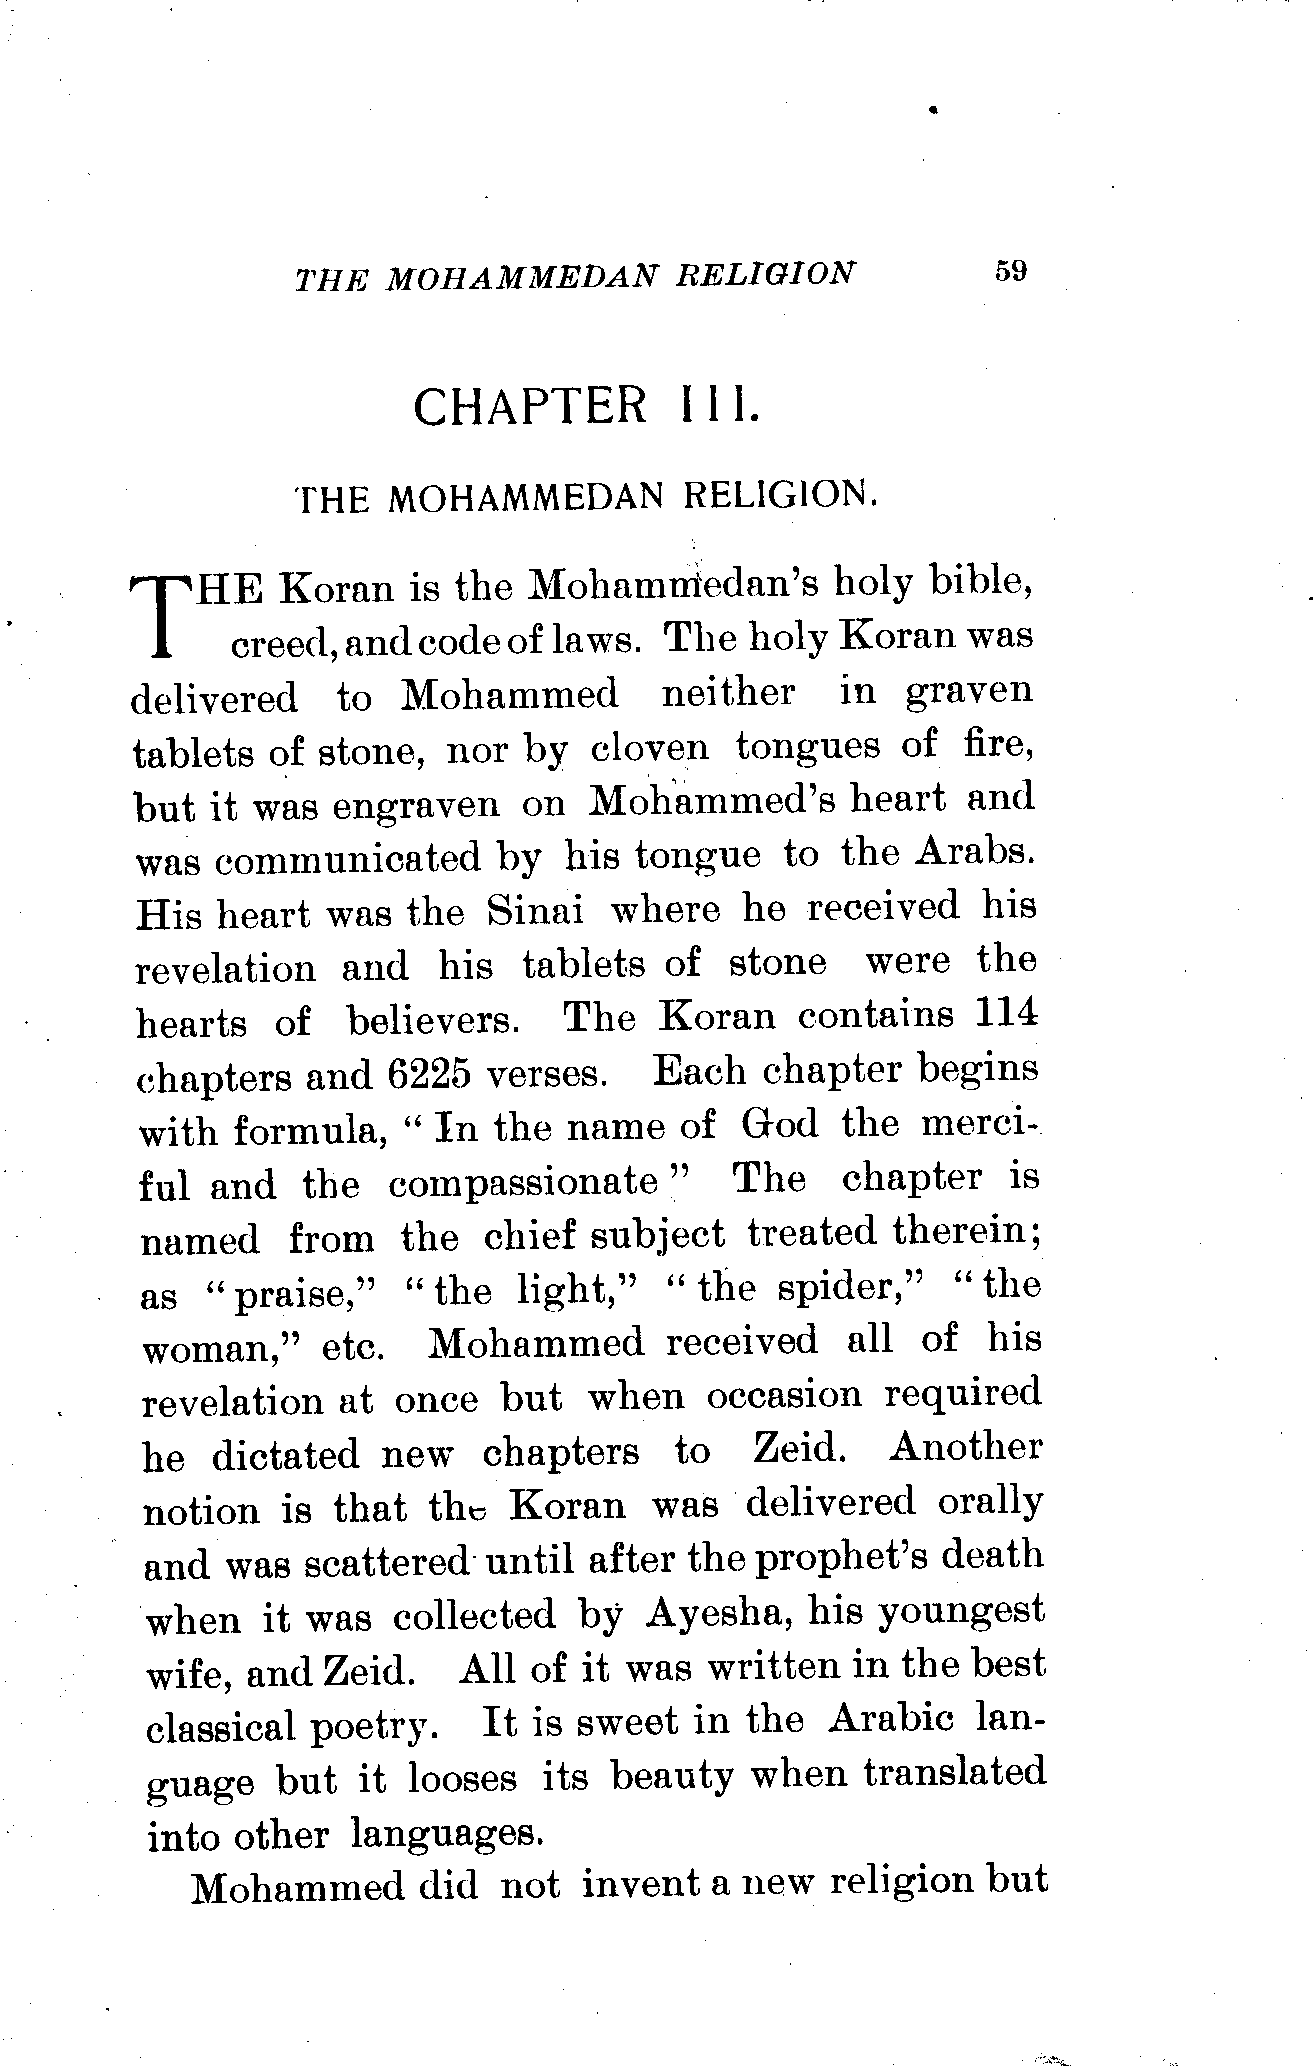 THE MOHAMMEDAN RELIGION 59
CHAPTER III.
THE MOHAMMEDAN RELIGION.
THE Koran is the Mohammedan's holy bible,
creed, and code of laws. The holy Koran was
delivered to Mohammed neither in graven
tablets of stone, nor by cloven tongues of fire,
but it was engraven on Mohammed's heart and
was communicated by his tongue to the Arabs.
His heart was the Sinai where he received his
revelation and his tablets of stone were the
hearts of believers. The Koran contains 114
chapters and 6225 verses. Each chapter begins
with formula, “ In the name of God the merci-
ful and the compassionate ” The chapter is
named from the chief subject treated therein;
as “ praise,” “ the light,” “ the spider,” “ the
woman,” etc. Mohammed received all of his
revelation at once but when occasion required
he dictated new chapters to Zeid. Another
notion is that the Koran was delivered orally
and was scattered until after the prophet's death
when it was collected by Ayesha, his youngest
wife, and Zeid. All of it was written in the best
classical poetry. It is sweet in the Arabic lan-
guage but it looses its beauty when translated
into other languages.
Mohammed did not invent a new religion but